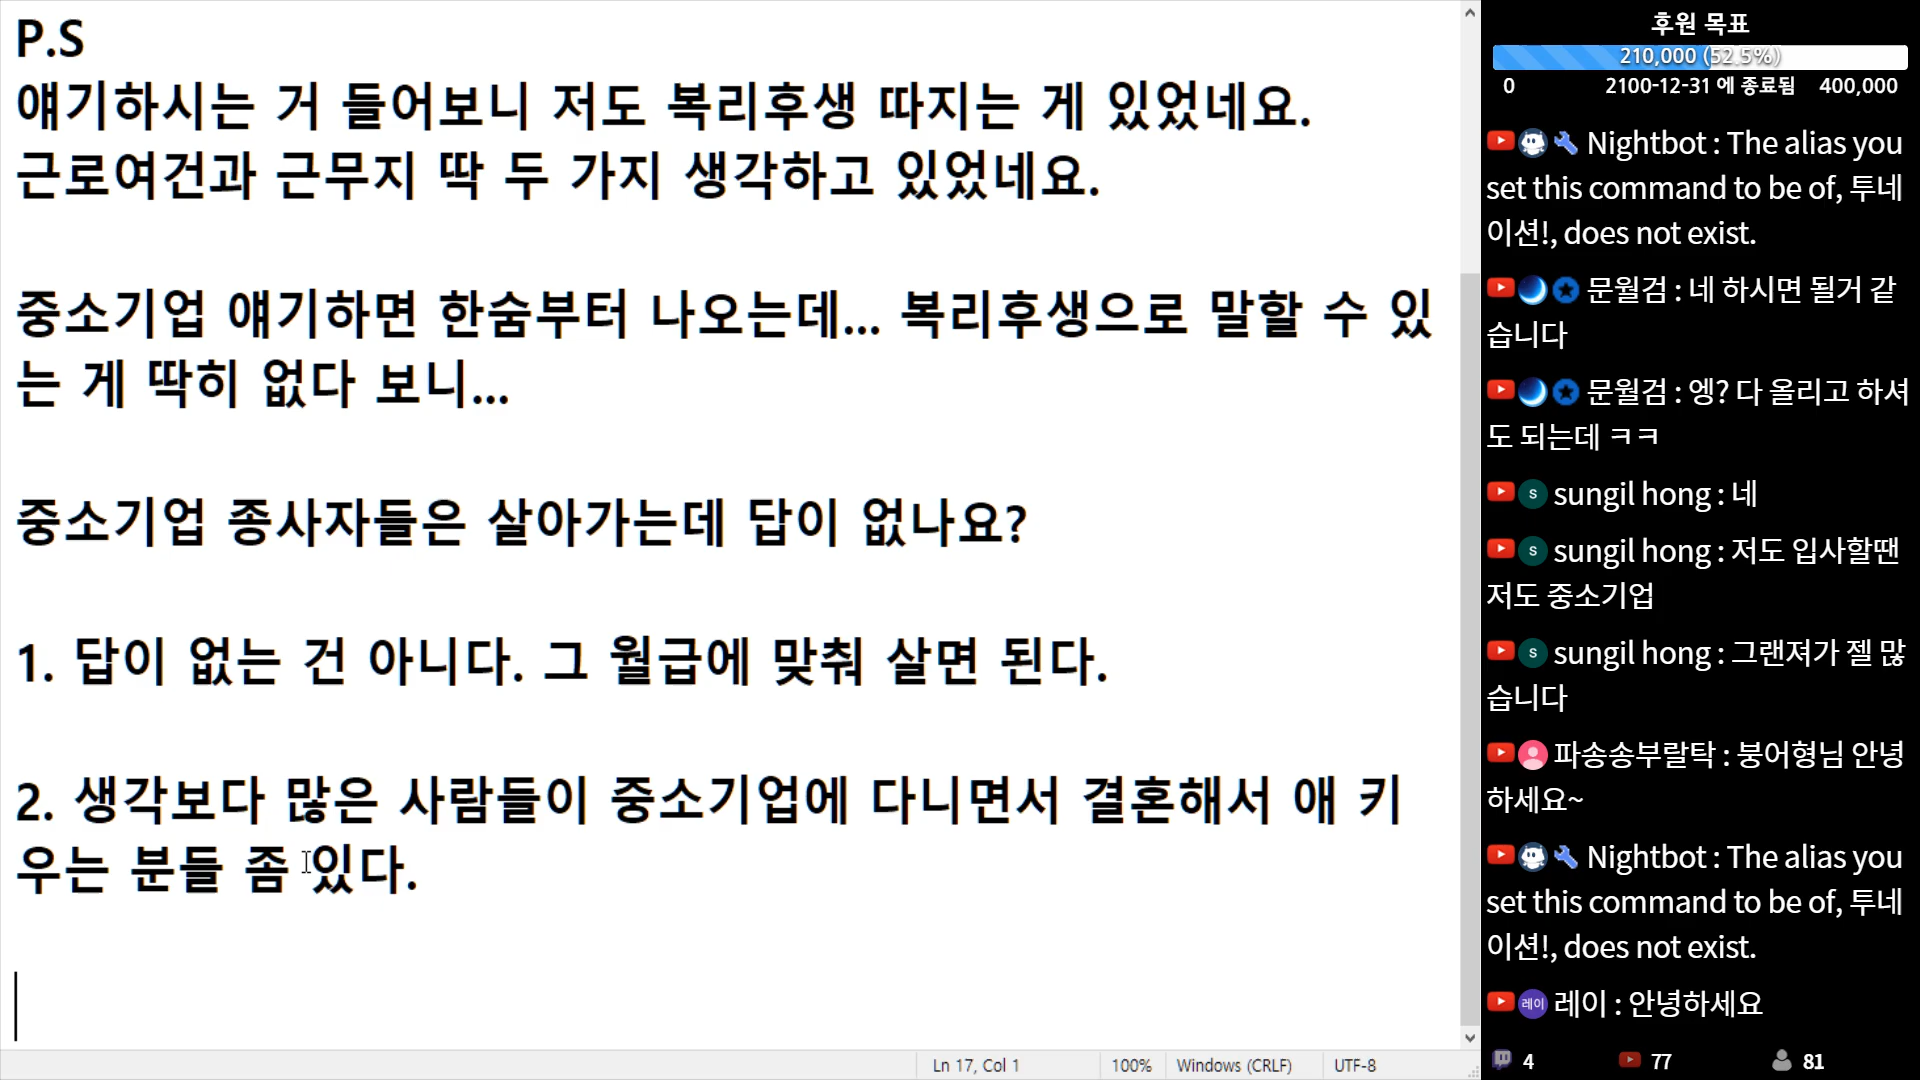 P.S
얘기하시는 거 들어보니 저도 복리후생 따지는 게 있었네요.
근로여건과 근무지 딱 두 가지 생각하고 있었네요.
중소기업 얘기하면 한숨부터 나오는데... 복리후생으로 말할 수 있
는 게 딱히 없다 보니...
중소기업 종사자들은 살아가는데 답이 없나요?
1. 답이 없는 건 아니다. 그 월급에 맞춰 살면 된다.
2. 생각보다 많은 사람들이 중소기업에 다니면서 결혼해서 애 키
우는 분들 좀 있다.
Ln 17, Col 1
100%
Windows (CRLF)
UTF-8
후원 목표
210,000 (52.5%)
0
2100-12-31 에 종료됨
400,000
Nightbot : The alias you
set this command to be of, 투네
이션!, does not exist.
문월검 : 네 하시면 될거 같
습니다
문월검 : 엥? 다 올리고 하셔
도 되는데 ㅋㅋ
s sungil hong : 네
s sungil hong : 저도 입사할땐
저도 중소기업
s sungil hong : 그랜져가 젤 많
습니다
파송송부랄탁 : 붕어형님 안녕
하세요~
Nightbot : The alias you
set this command to be of, 투네
이션!, does not exist.
레이 레이 : 안녕하세요
4
77
81